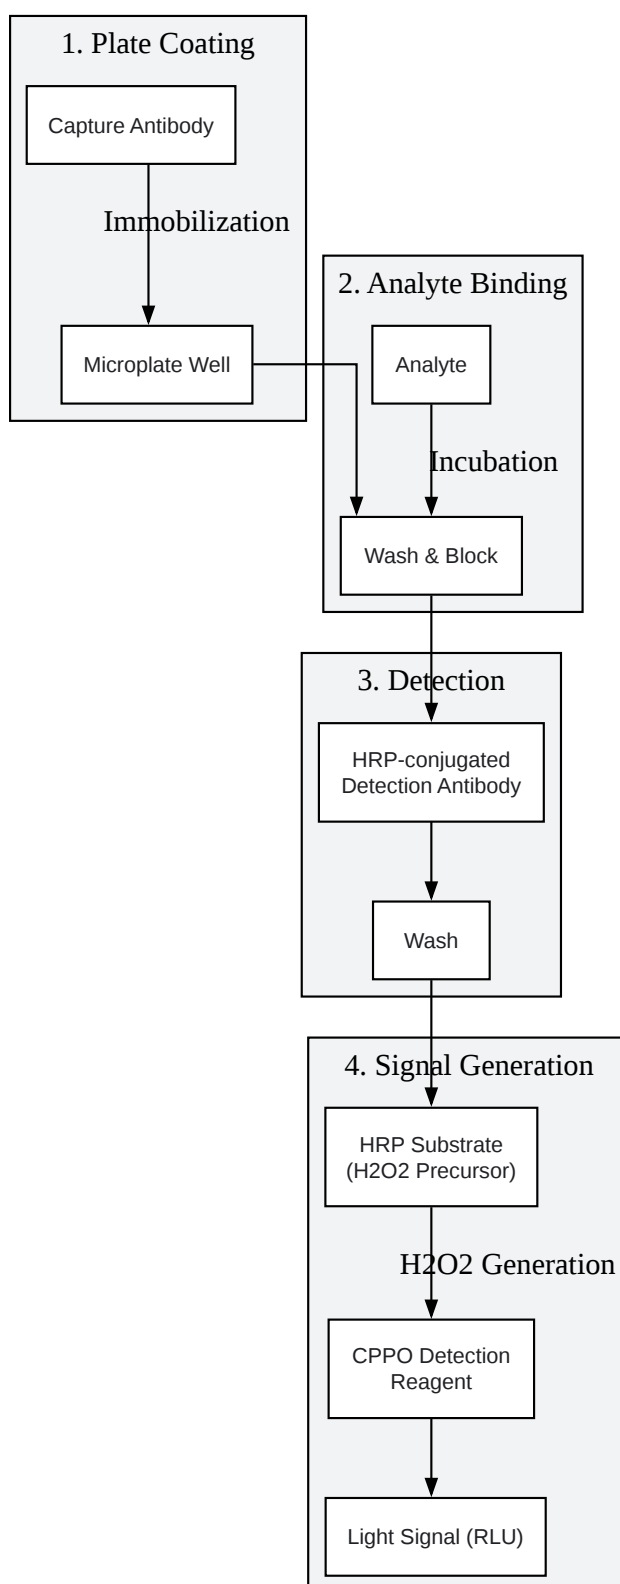 1. Plate Coating
Capture Antibody
Immobilization
Microplate Well
2. Analyte Binding
Analyte
Incubation
Wash & Block
3. Detection
HRP-conjugated
Detection Antibody
Wash
4. Signal Generation
HRP Substrate
(H2O2 Precursor)
H2O2 Generation
CPPO Detection
Reagent
Light Signal (RLU)